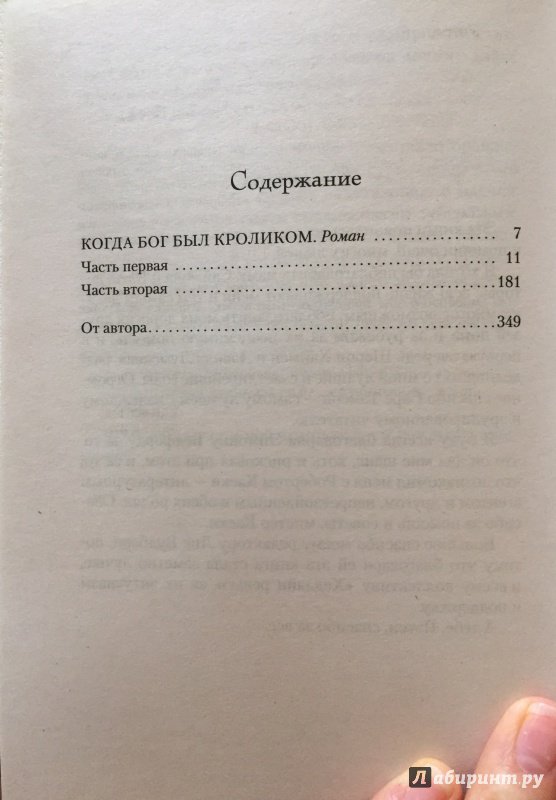 Содержание
КОГДА БОГ БЫЛ КРОЛИКОМ. Роман ........................ 7
Часть первая ........................................................ 11
Часть вторая ........................................................ 181
От автора............................................................. 349
Лабиринт.ру